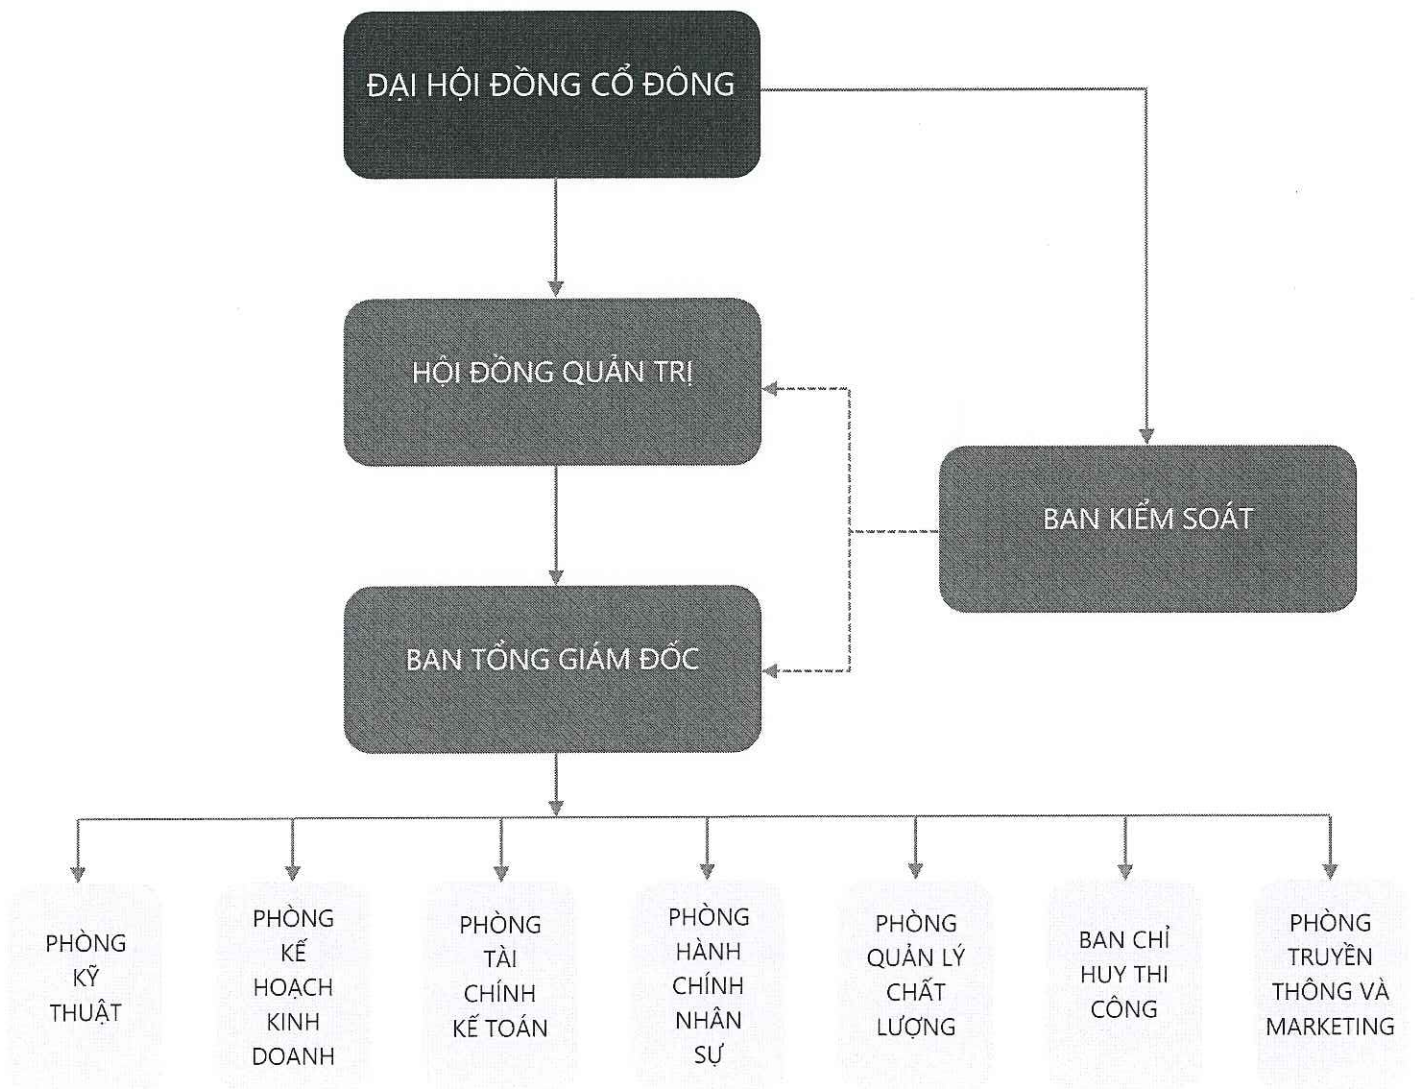 ĐẠI HỘI ĐỒNG CỔ ĐÔNG
HỘI ĐỒNG QUẢN TRỊ
BAN KIỂM SOÁT
BAN TỔNG GIÁM ĐỐC
PHÒNG
KỸ
THUẬT
PHÒNG
KẾ
HOẠCH
KINH
DOANH
PHÒNG
TÀI
CHÍNH
KẾ TOÁN
PHÒNG
HÀNH
CHÍNH
NHÂN
SỰ
PHÒNG
QUẢN LÝ
CHẤT
LƯỢNG
BAN CHỈ
HUY THI
CÔNG
PHÒNG
TRUYỀN
THÔNG VÀ
MARKETING